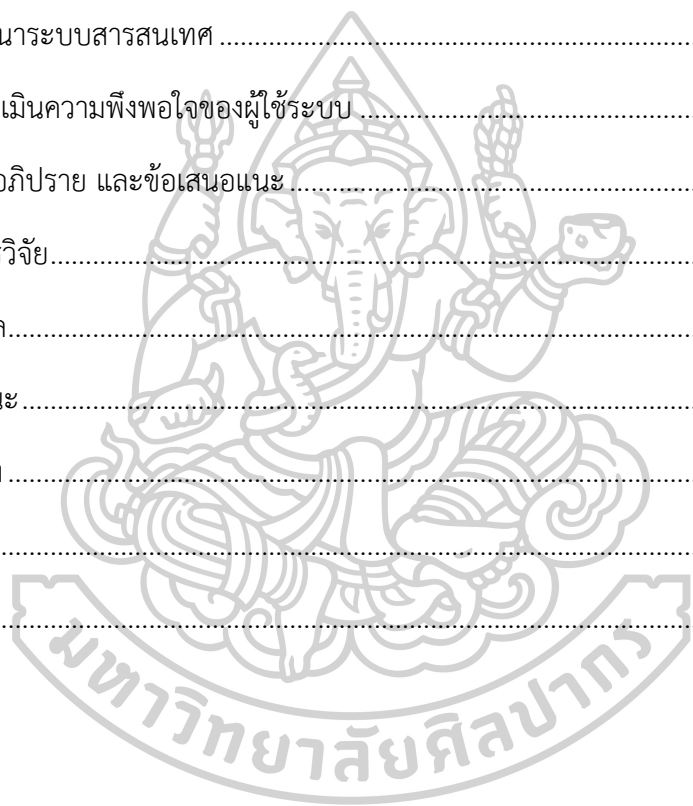 นาระบบสารสนเทศ ........................................................................
เมินความพึงพอใจของผู้ใช้ระบบ ..................................................
อภิปราย และข้อเสนอแนะ ............................................................
รวิจัย ................................................................................................
ล ......................................................................................................
นะ ....................................................................................................
......................................................................................................
......................................................................................................
มหาวิทยาลัยศิลปากร